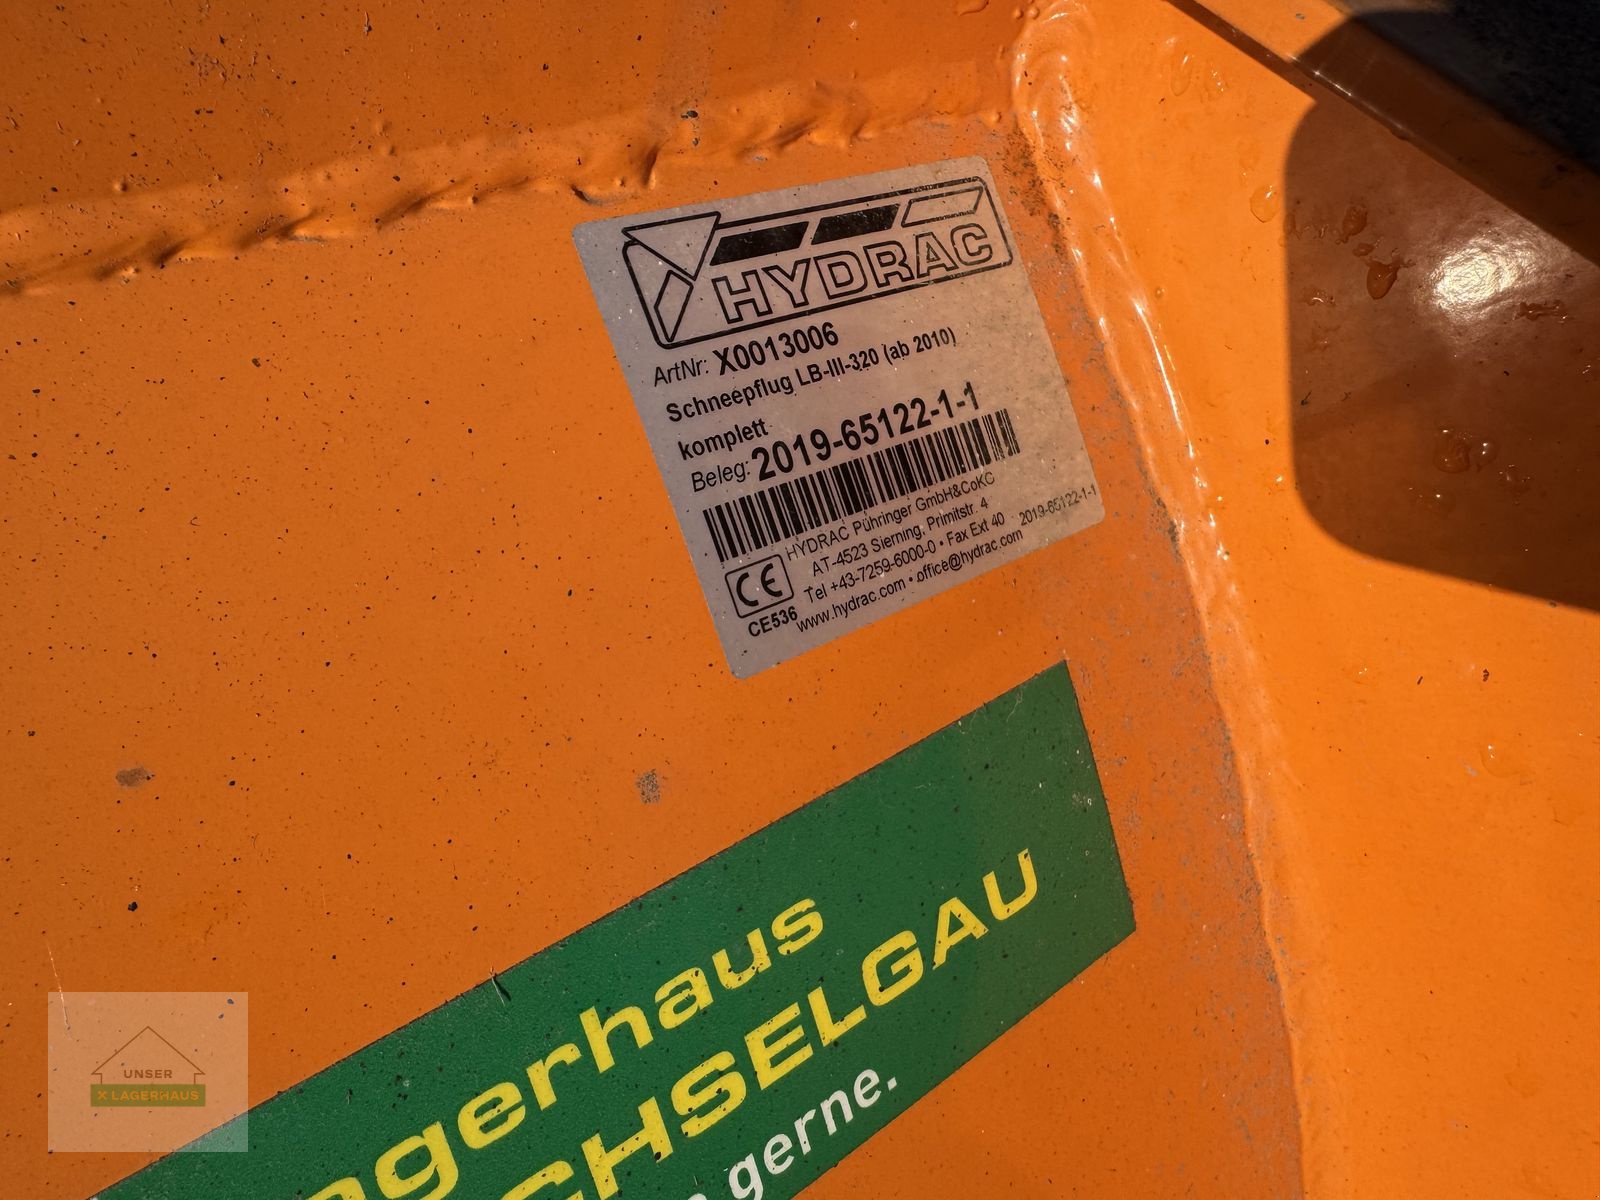 HYDRAC
ArtNr: X0013006
Schneepflug LB-III-320 (ab 2010)
komplett
Beleg: 2019-65122-1-1
HYDRAC Pühringer GmbH&CoKG
AT-4523 Sierning, Primitstr. 4
Tel +43-7259-6000-0 • Fax Ext 40
2019-65122-1-1
www.hydrac.com • office@hydrac.com
CE
CE536
agerhaus
CHSELGAU
gerne.
UNSER
X LAGERHAUS